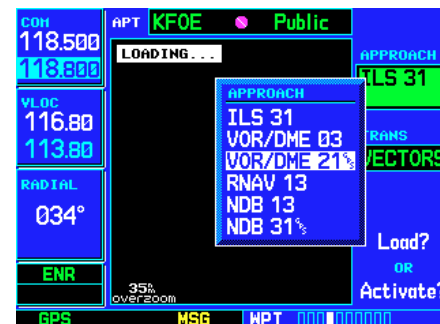 COM
118.500
118.800
VLOC
116.80
113.80
RADIAL
034°
ENR
GPS
APT KFOE Public
LOADING...
APPROACH
ILS 31
VOR/DME 03
VOR/DME 21 GPS
RNAV 13
NDB 13
NDB 31 GPS
35%
overzoom
MSG
WPT
APPROACH
ILS 31
TRANS
VECTORS
Load?
OR
Activate?